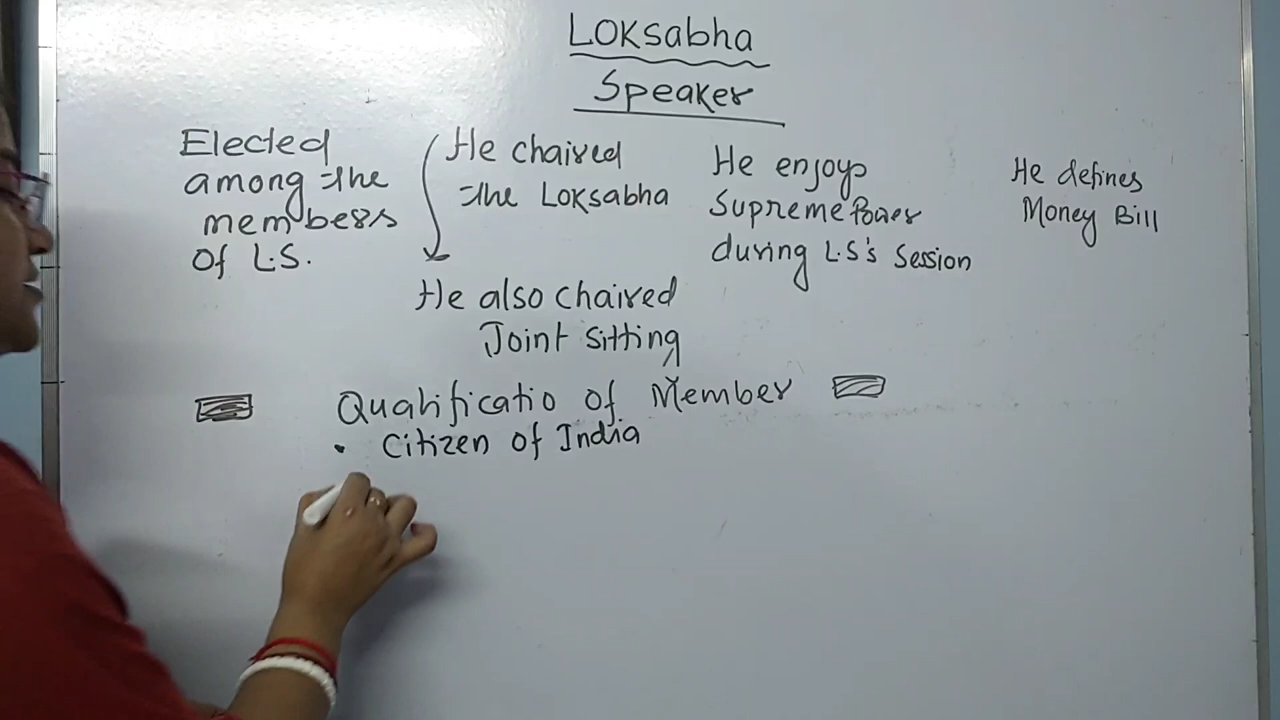 Loksabha
Speaker
Elected
among the
members
Of L.S.
He chaired
the Loksabha
He also chaired
Joint Sitting
He enjoys
Supreme Power
during L.S's Session
He defines
Money Bill
Qualificatio of Member
• Citizen of India